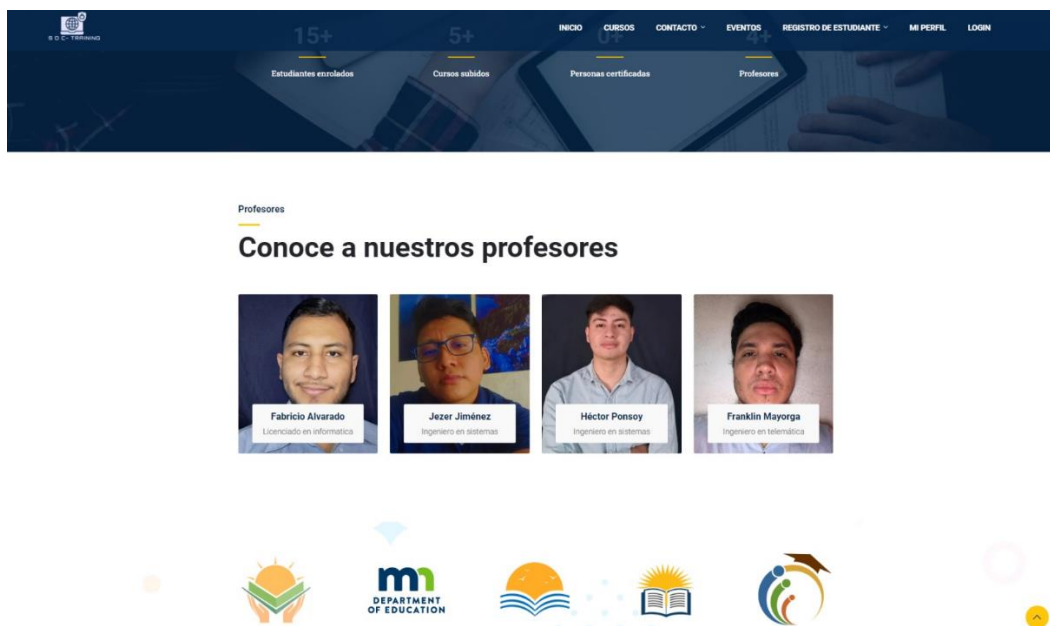 SOC-TRAINING
INICIO CURSOS CONTACTO EVENTOS REGISTRO DE ESTUDIANTE MI PERFIL LOGIN
15+ 5+ 0+ 4+
Estudiantes enrolados Cursos subidos Personas certificadas Profesores
Profesores
Conoce a nuestros profesores
Fabricio Alvarado Jezer Jiménez Héctor Ponsoy Franklin Mayorga
Licenciado en informatica Ingeniero en sistemas Ingeniero en sistemas Ingeniero en telemática
DEPARTMENT
OF EDUCATION